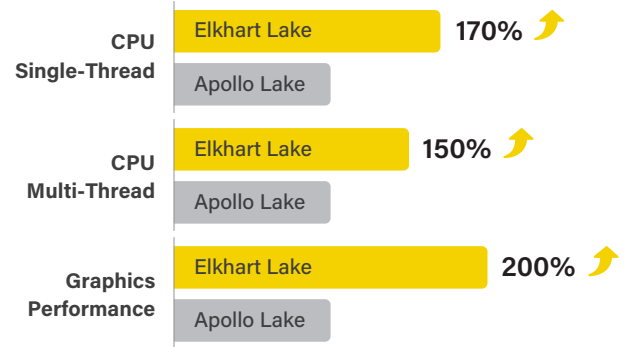 CPU
Single-Thread
Elkhart Lake
170%
Apollo Lake
CPU
Multi-Thread
Elkhart Lake
150%
Apollo Lake
Graphics
Performance
Elkhart Lake
200%
Apollo Lake